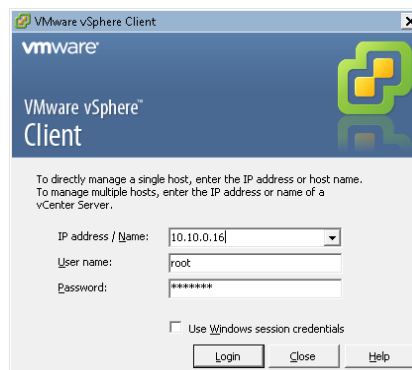 VMware vSphere Client
vmware®
VMware vSphere™
Client
To directly manage a single host, enter the IP address or host name.
To manage multiple hosts, enter the IP address or name of a
vCenter Server.
IP address / Name: 10.10.0.16
User name: root
Password: *******
Use Windows session credentials
Login Close Help